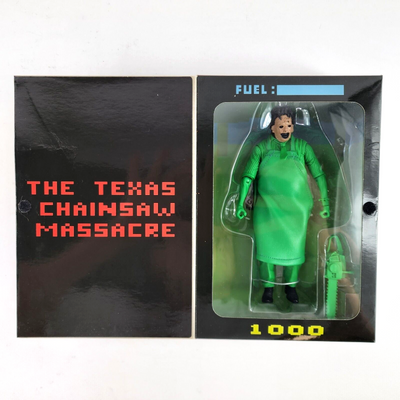 THE TEXAS
CHAINSAW
MASSACRE
FUEL:
1000